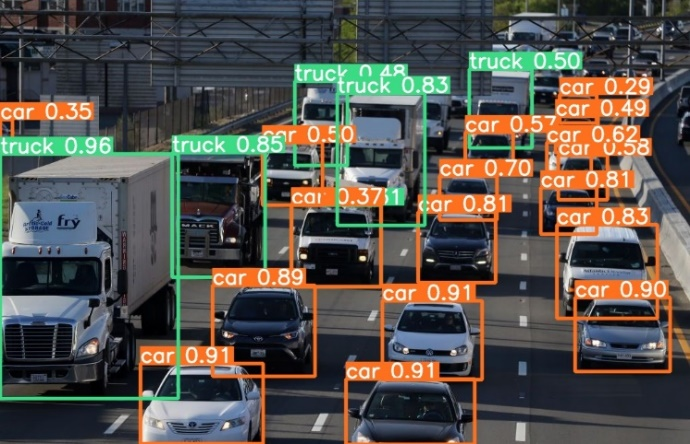 truck 0.50
truck 0.48
truck 0.83
car 0.29
car 0.35
car 0.49
car 0.57
car 0.50
car 0.62
truck 0.96
truck 0.85
car 0.58
car 0.70
car 0.81
car 0.37
car 0.81
car 0.83
fry
MACK
car 0.89
car 0.91
car 0.90
car 0.91
car 0.91